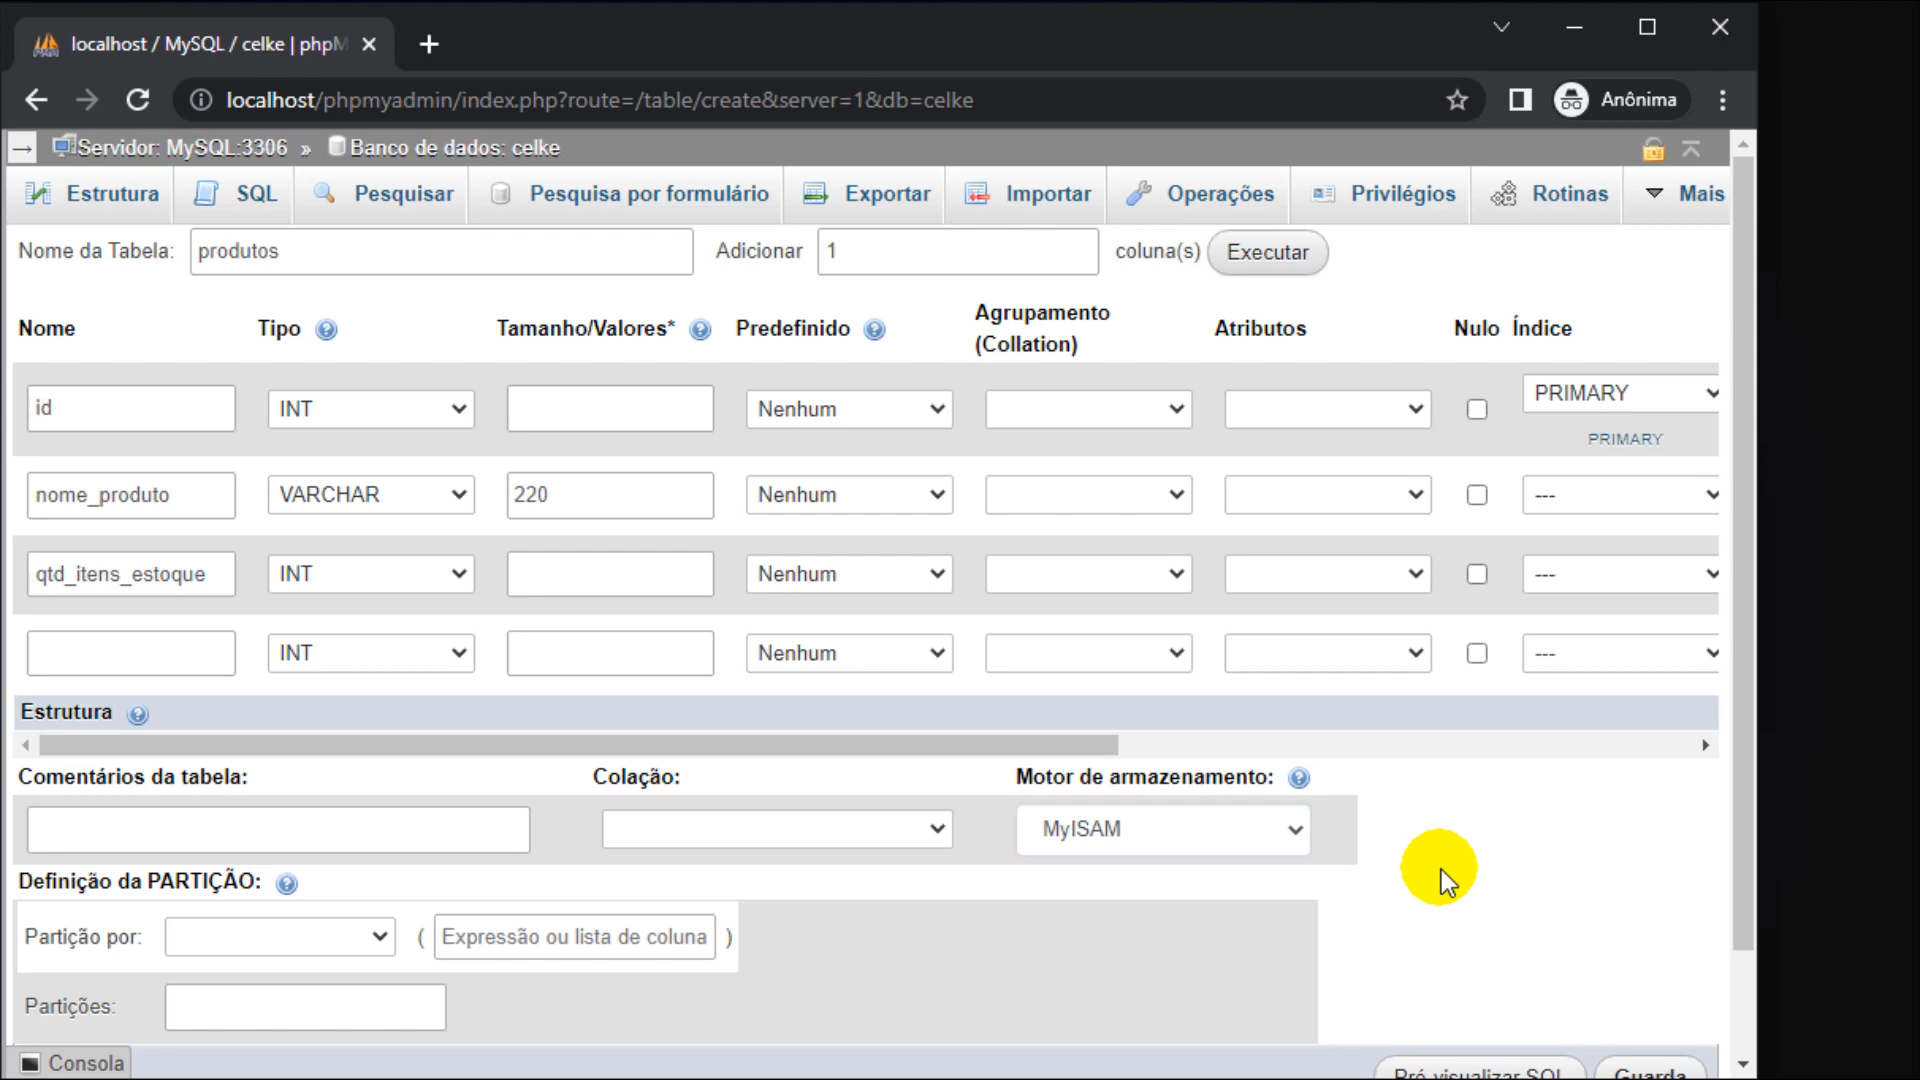 localhost / MySQL / celke | phpM
localhost/phpmyadmin/index.php?route=/table/create&server=1&db=celke
Anônima
Servidor: MySQL:3306 » Banco de dados: celke
Estrutura SQL Pesquisar Pesquisa por formulário Exportar Importar Operações Privilégios Rotinas Mais
Nome da Tabela: produtos Adicionar 1 coluna(s) Executar
Nome Tipo Tamanho/Valores* Predefinido Agrupamento (Collation) Atributos Nulo Índice
id INT Nenhum PRIMARY
PRIMARY
nome_produto VARCHAR 220 Nenhum ---
qtd_itens_estoque INT Nenhum ---
INT Nenhum ---
Estrutura
Comentários da tabela: Colação: Motor de armazenamento:
MyISAM
Definição da PARTIÇÃO:
Partição por: ( Expressão ou lista de coluna )
Partições:
Consola
Pré-visualizar SQL Guarda